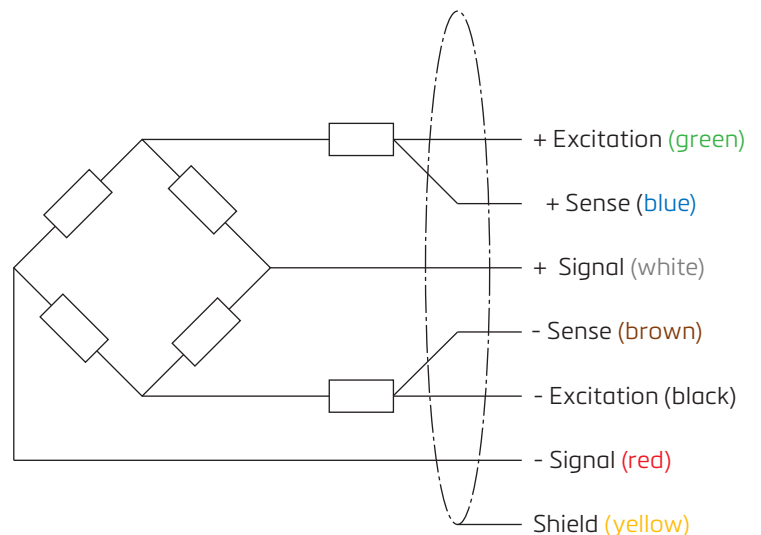 + Excitation (green)
+ Sense (blue)
+ Signal (white)
- Sense (brown)
- Excitation (black)
- Signal (red)
Shield (yellow)